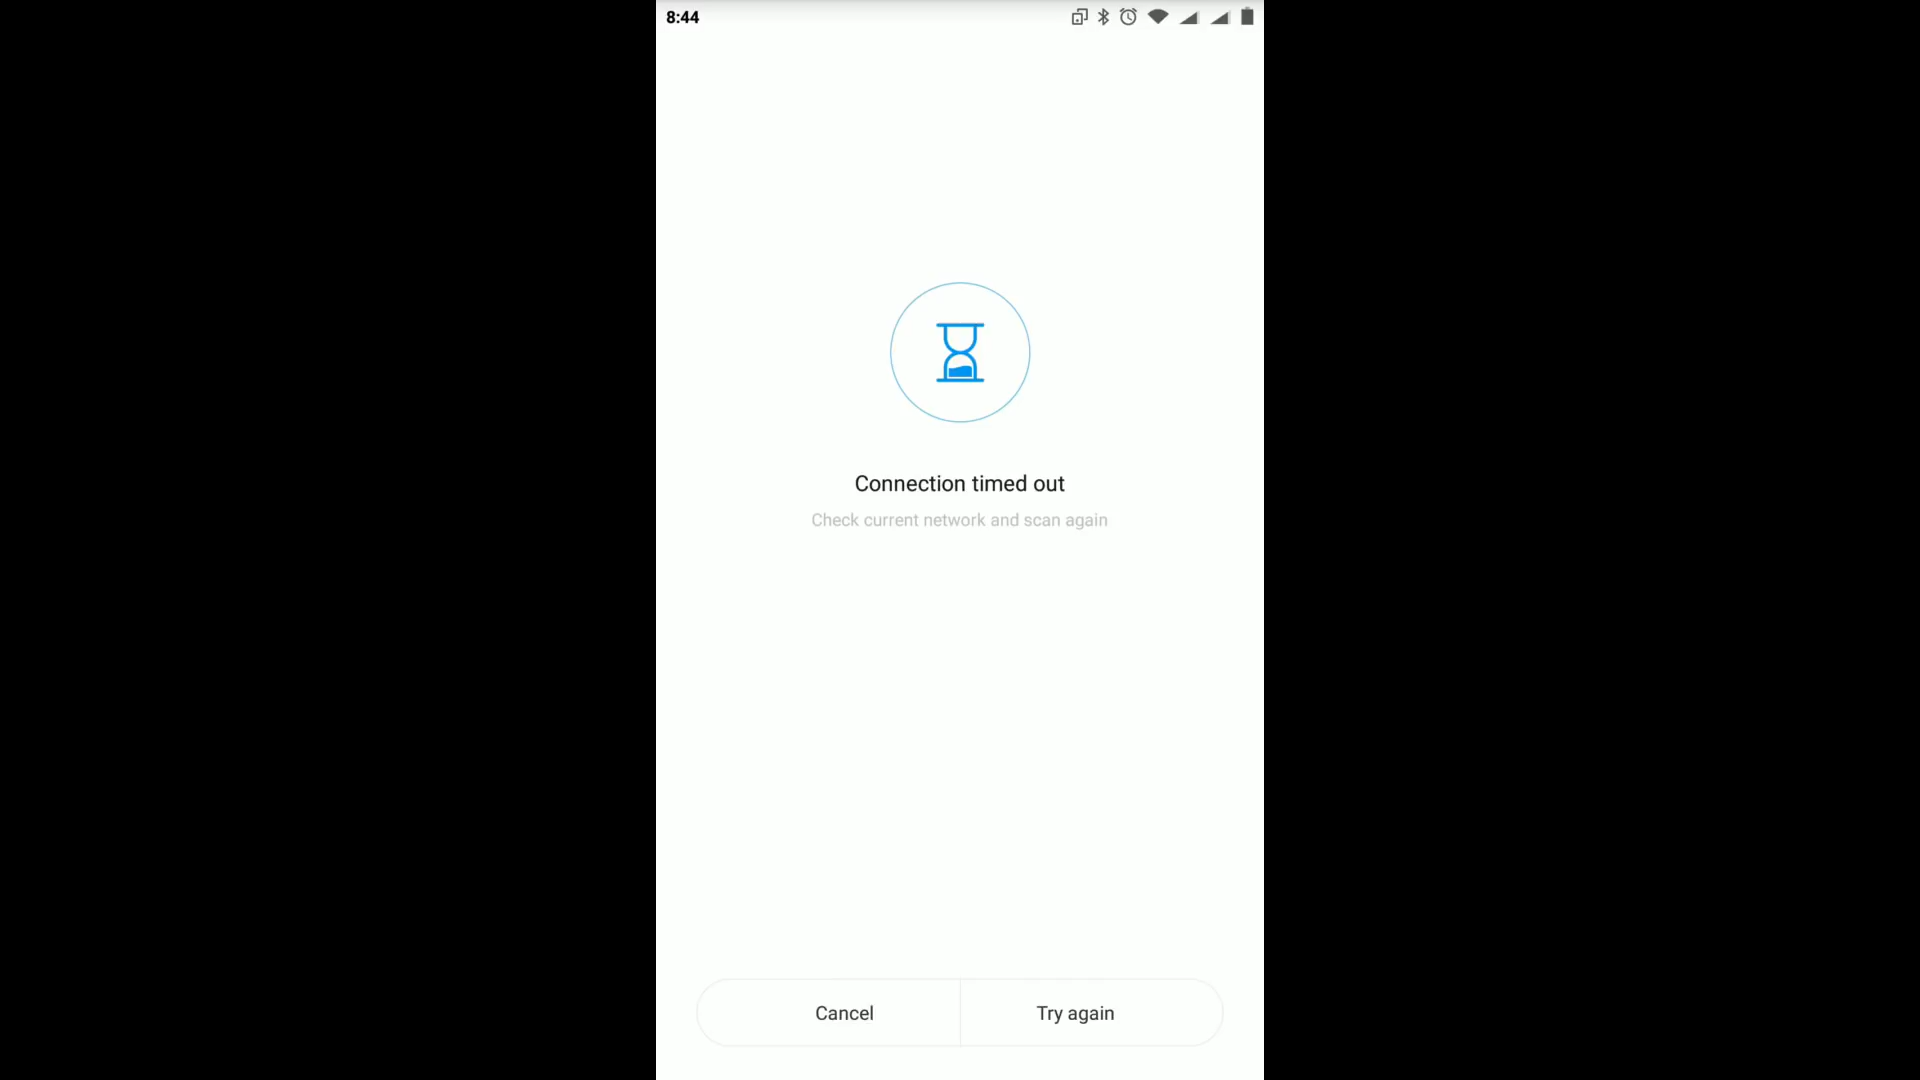 8:44
Connection timed out
Check current network and scan again
Cancel
Try again